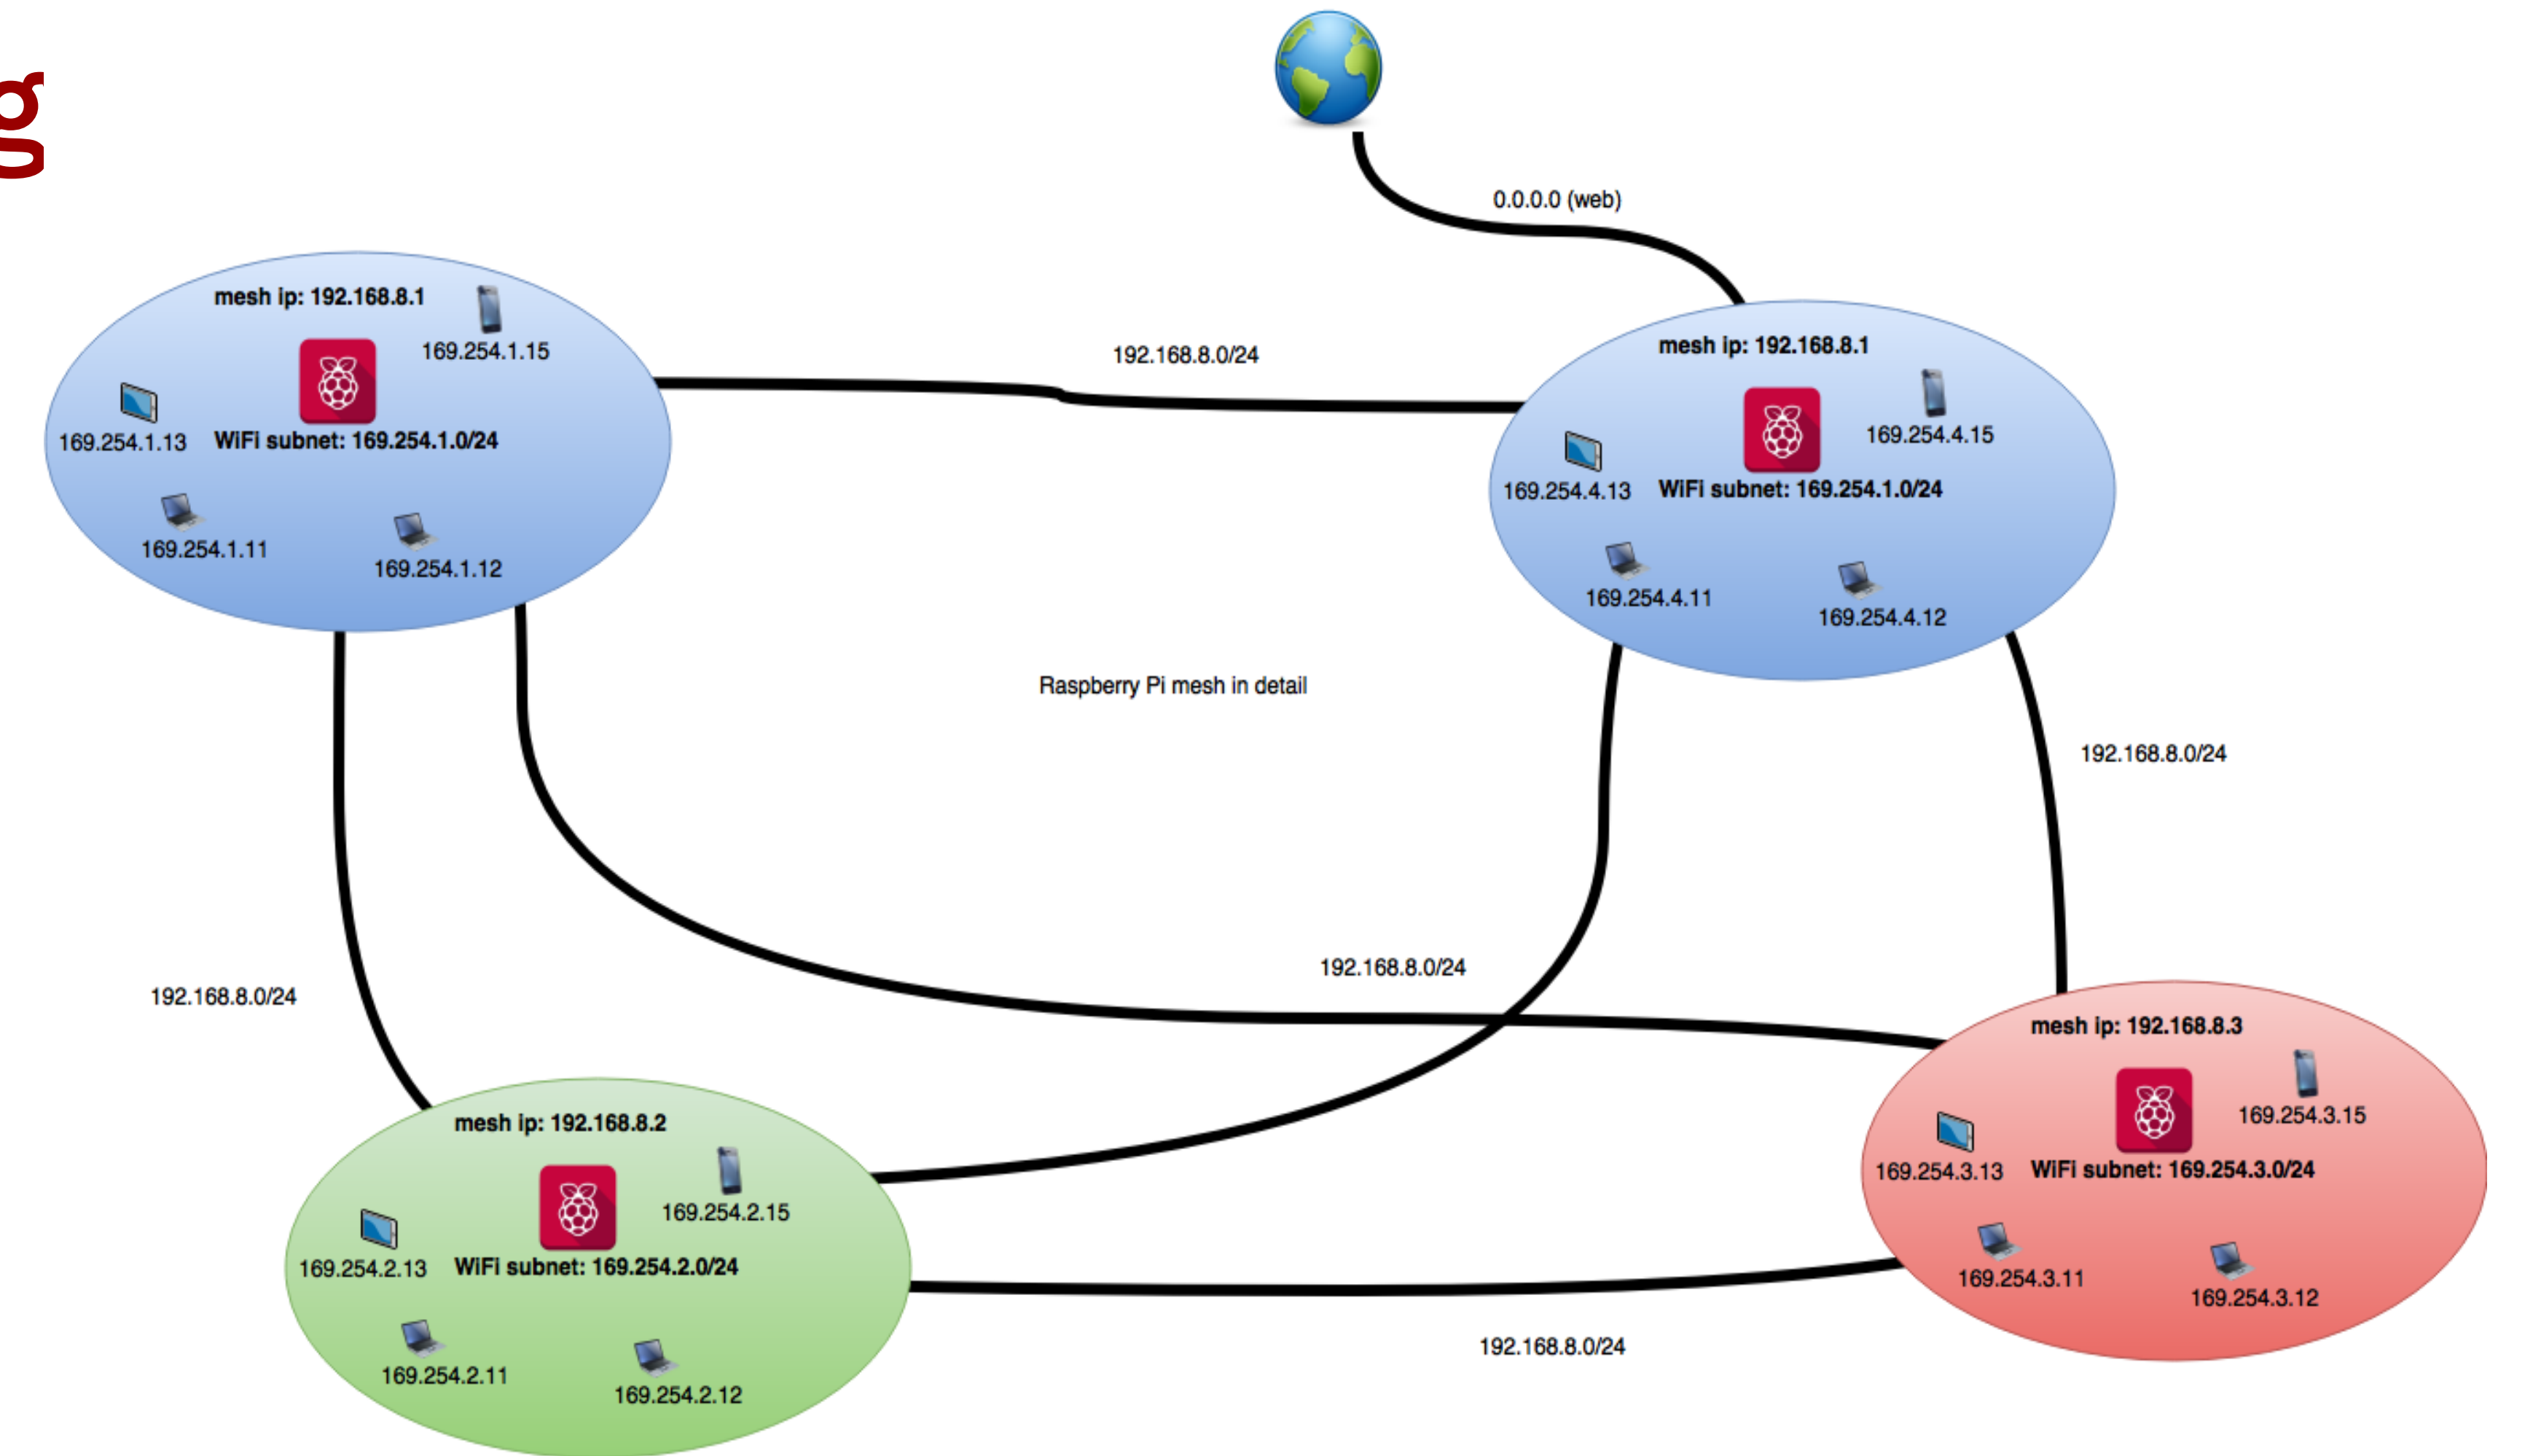 g
0.0.0.0 (web)
mesh ip: 192.168.8.1
169.254.1.15
169.254.1.13
WiFi subnet: 169.254.1.0/24
169.254.1.11
169.254.1.12
192.168.8.0/24
mesh ip: 192.168.8.1
169.254.4.15
169.254.4.13
WiFi subnet: 169.254.1.0/24
169.254.4.11
169.254.4.12
Raspberry Pi mesh in detail
192.168.8.0/24
192.168.8.0/24
192.168.8.0/24
mesh ip: 192.168.8.2
169.254.2.15
169.254.2.13
WiFi subnet: 169.254.2.0/24
169.254.2.11
169.254.2.12
mesh ip: 192.168.8.3
169.254.3.15
169.254.3.13
WiFi subnet: 169.254.3.0/24
169.254.3.11
169.254.3.12
192.168.8.0/24